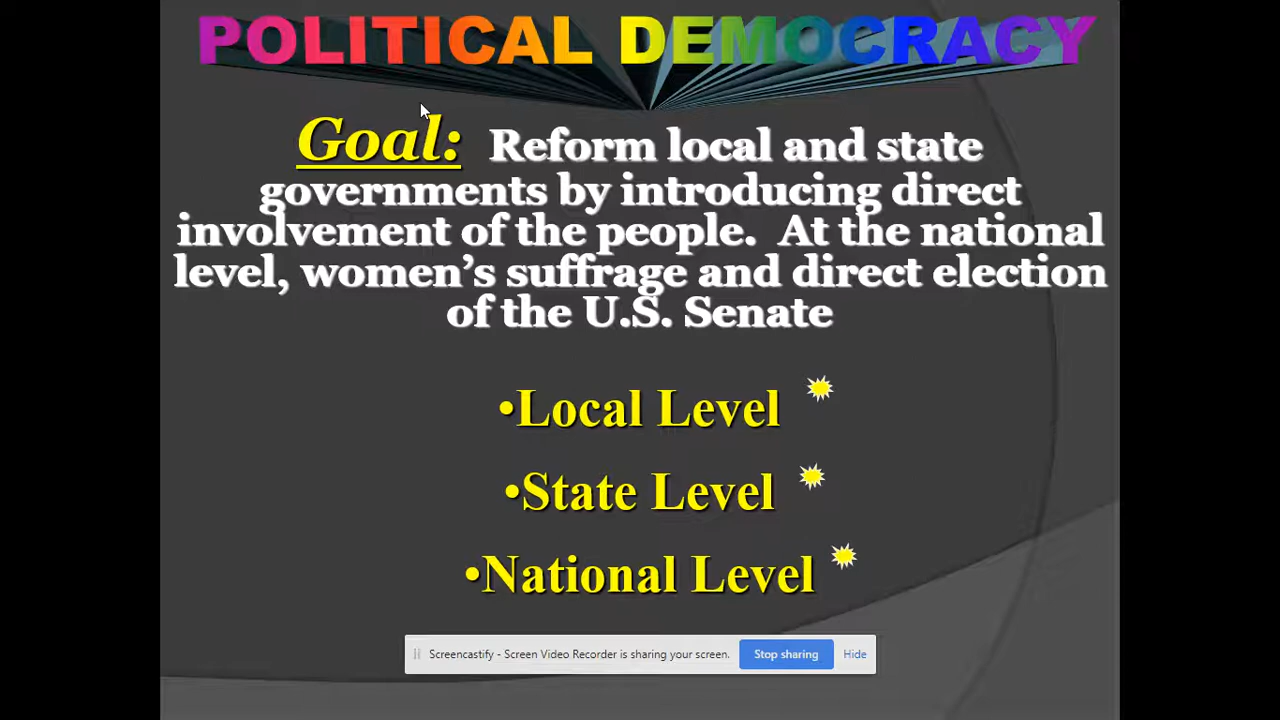 POLITICAL DEMOCRACY
Goal: Reform local and state
governments by introducing direct
involvement of the people. At the national
level, women’s suffrage and direct election
of the U.S. Senate
•Local Level
•State Level
•National Level
Screencastify - Screen Video Recorder is sharing your screen. Stop sharing Hide